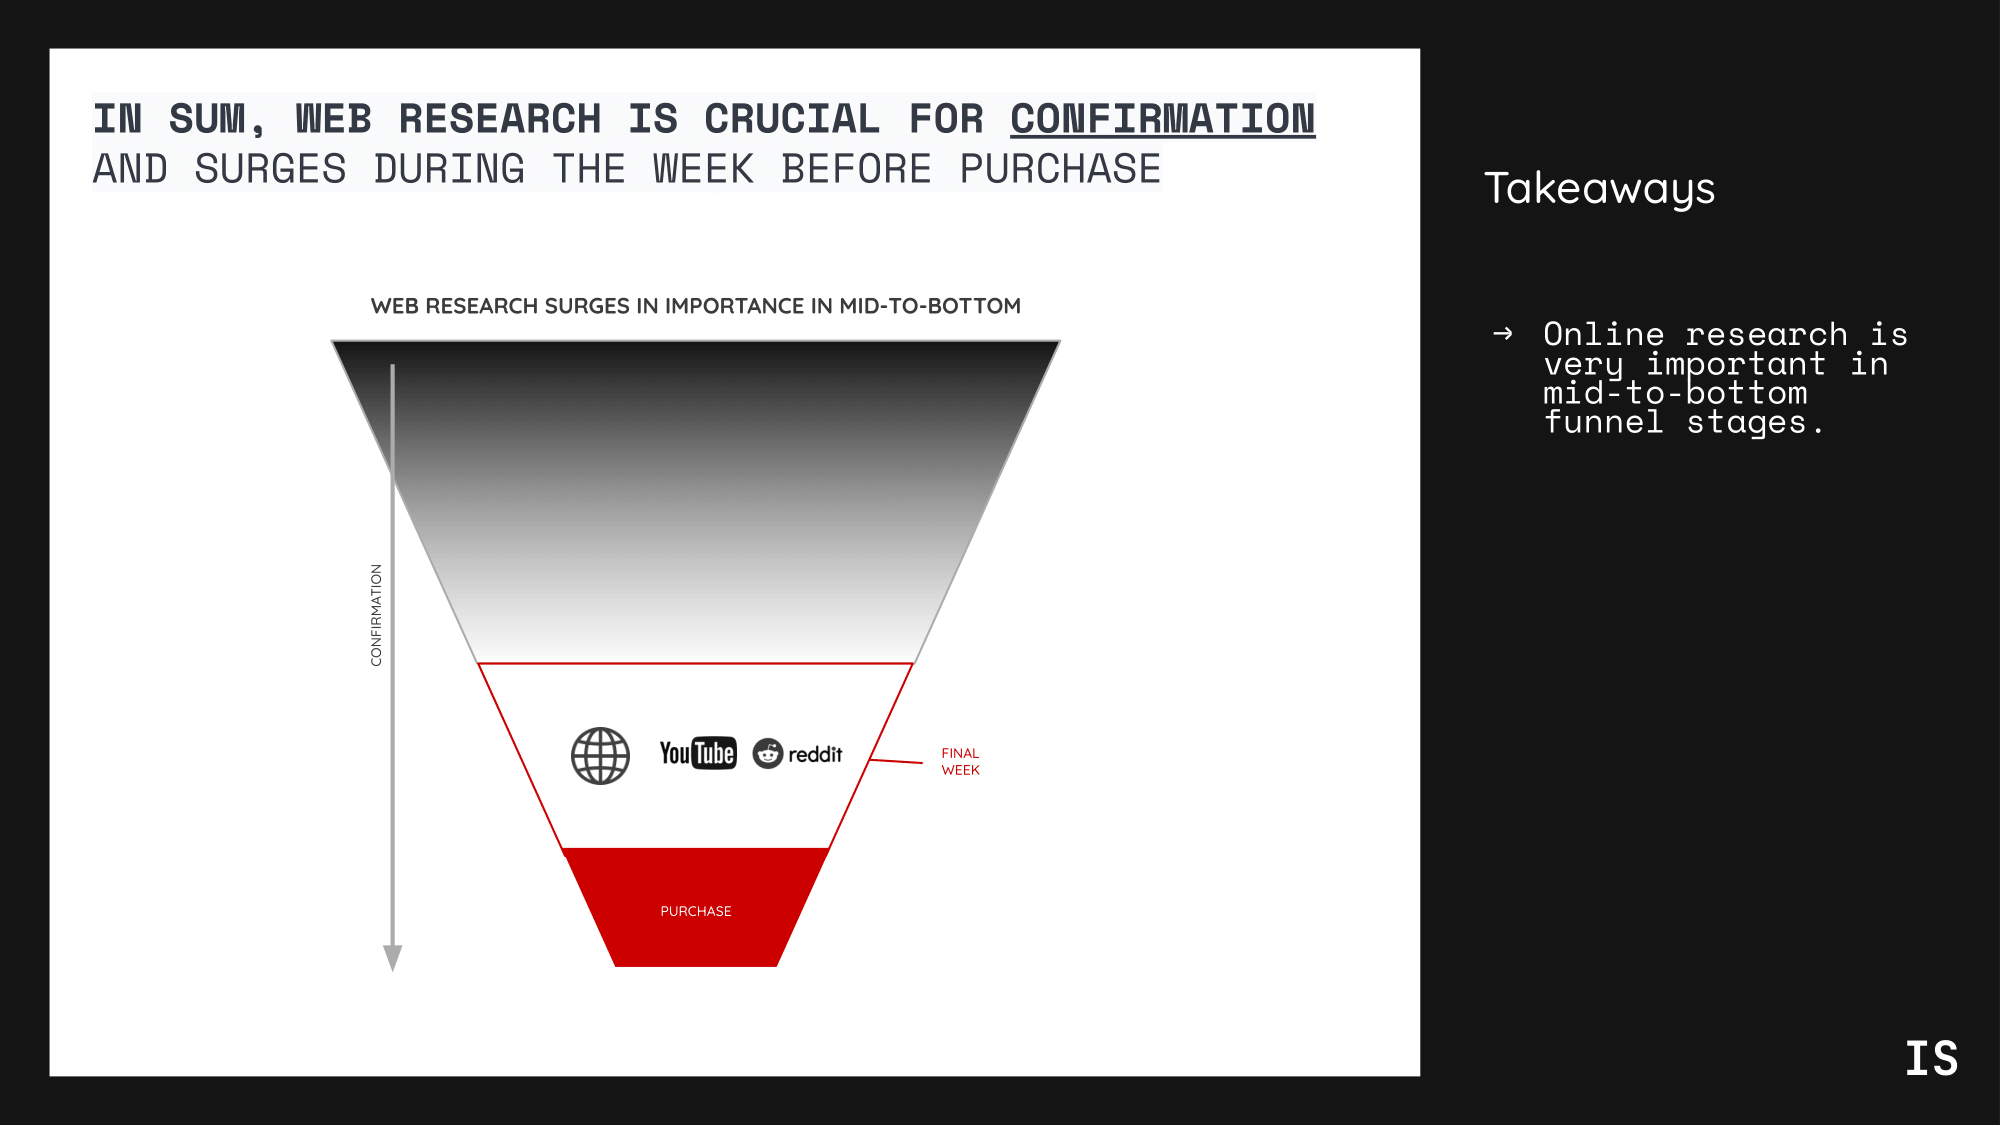 IN SUM, WEB RESEARCH IS CRUCIAL FOR CONFIRMATION
AND SURGES DURING THE WEEK BEFORE PURCHASE
WEB RESEARCH SURGES IN IMPORTANCE IN MID-TO-BOTTOM
CONFIRMATION
YouTube
reddit
FINAL
WEEK
PURCHASE
Takeaways
→ Online research is
very important in
mid-to-bottom
funnel stages.
IS